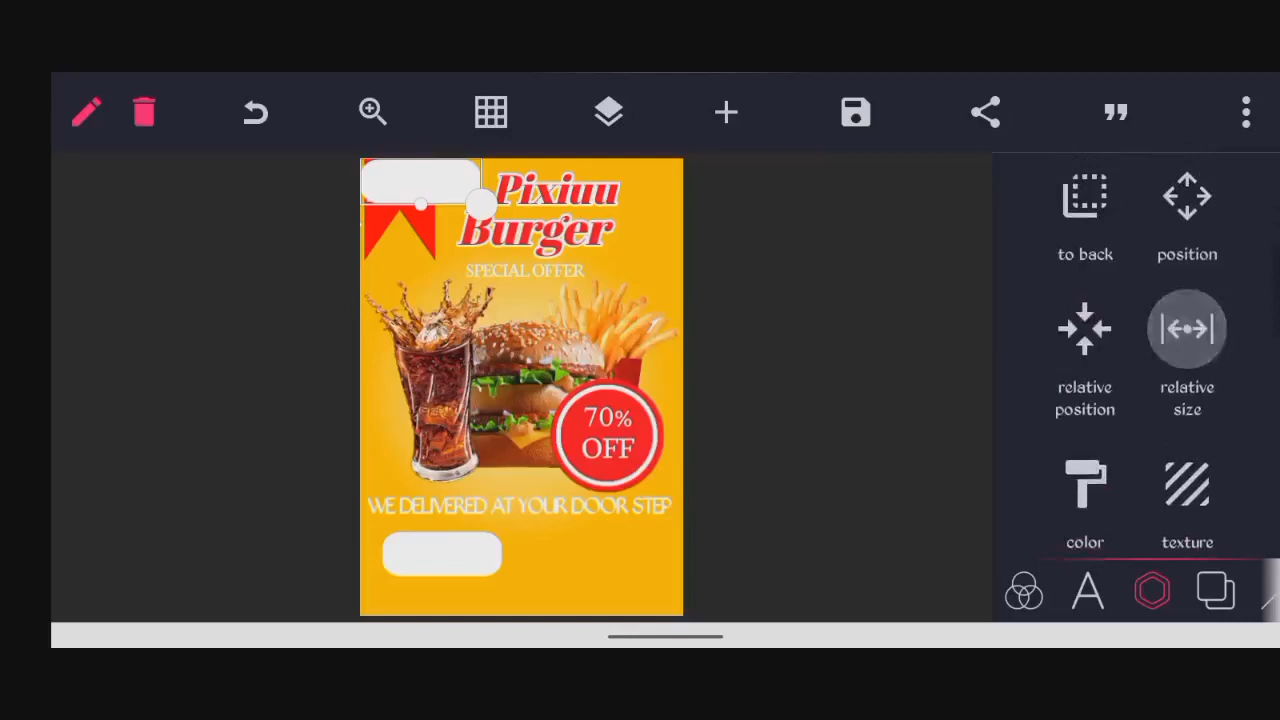 Pixiuu
Burger
SPECIAL OFFER
70%
OFF
WE DELIVERED AT YOUR DOOR STEP
to back
position
relative
position
relative
size
color
texture